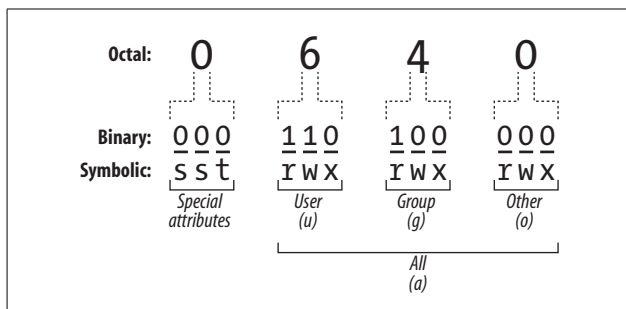 Octal: 0 6 4 0
Binary: 000 110 100 000
Symbolic: sst rwx rwx rwx
Special attributes User (u) Group (g) Other (o)
All
(a)